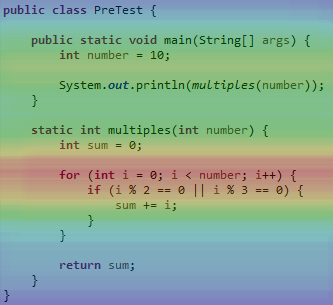 public class PreTest {
    public static void main(String[] args) {
        int number = 10;
        System.out.println(multiples(number));
    }
    static int multiples(int number) {
        int sum = 0;
        for (int i = 0; i < number; i++) {
            if (i % 2 == 0 || i % 3 == 0) {
                sum += i;
            }
        }
        return sum;
    }
}